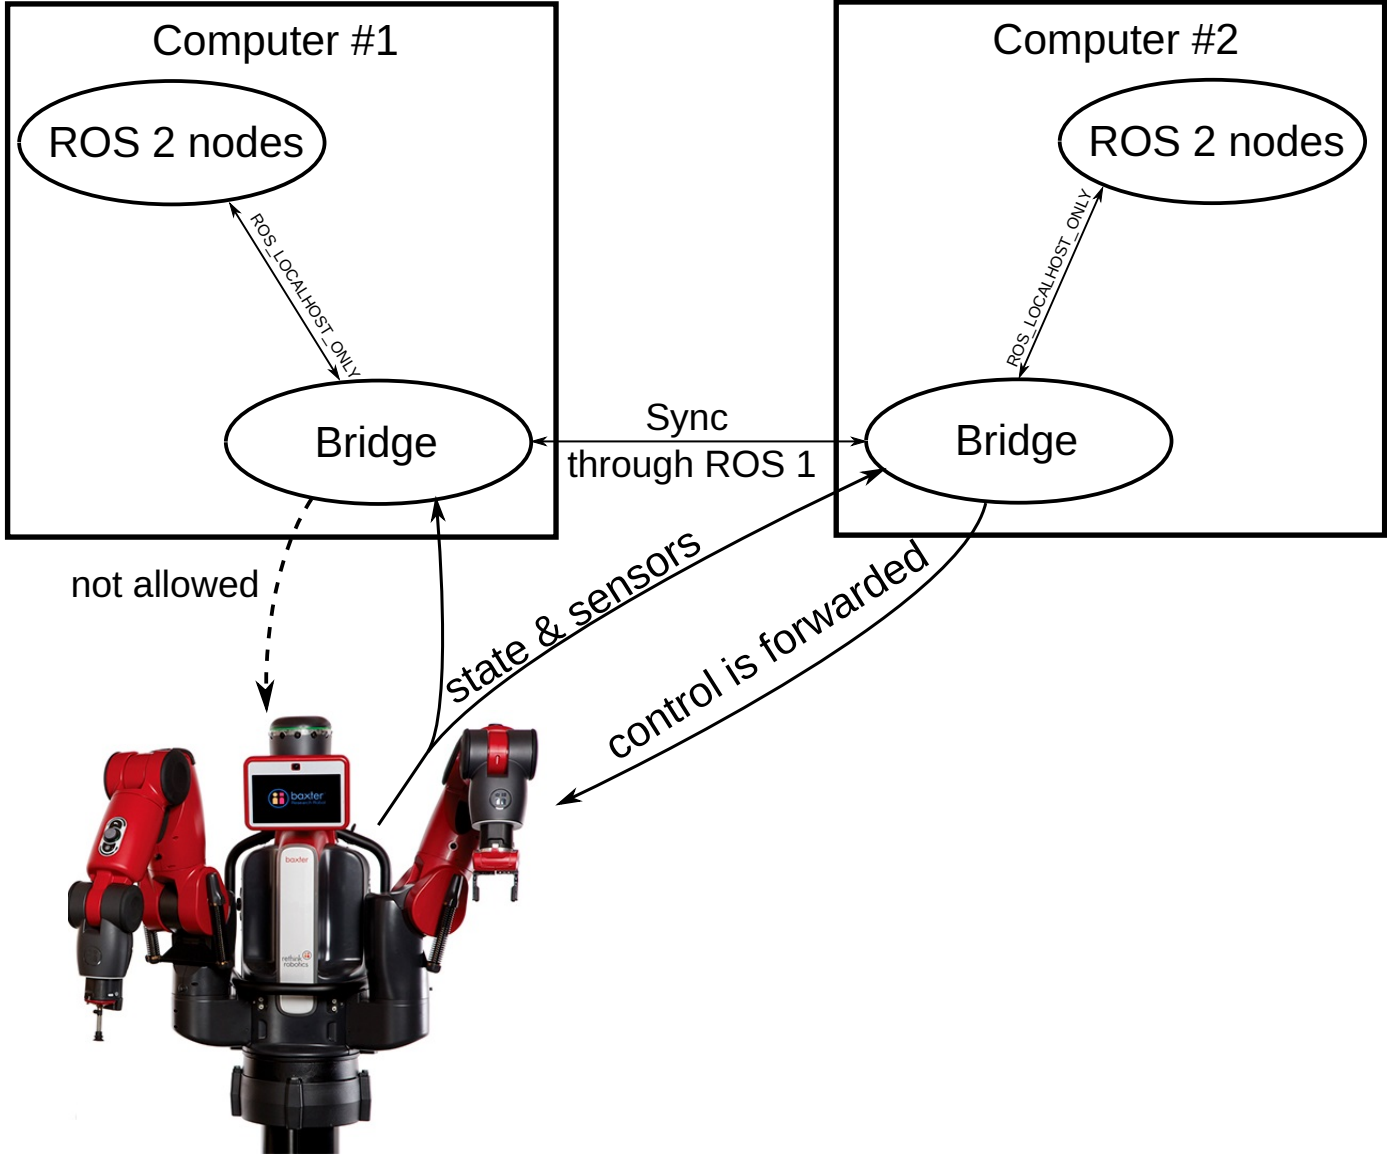 Computer #1
Computer #2
ROS 2 nodes
ROS 2 nodes
ROS_LOCALHOST_ONLY
ROS_LOCALHOST_ONLY
Bridge
Sync
through ROS 1
Bridge
not allowed
state & sensors
control is forwarded
baxter
baxter
rethink
robotics